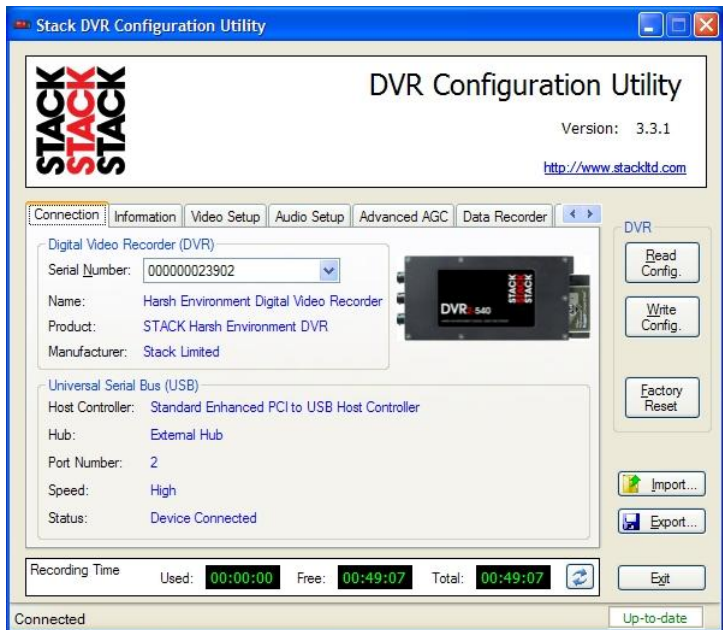 Stack DVR Configuration Utility
STACK
STACK
STACK
DVR Configuration Utility
Version: 3.3.1
http://www.stackltd.com
Connection Information Video Setup Audio Setup Advanced AGC Data Recorder
Digital Video Recorder (DVR)
Serial Number: 000000023902
Name: Harsh Environment Digital Video Recorder
Product: STACK Harsh Environment DVR
Manufacturer: Stack Limited
STACK
STACK
STACK
Universal Serial Bus (USB)
Host Controller: Standard Enhanced PCI to USB Host Controller
Hub: External Hub
Port Number: 2
Speed: High
Status: Device Connected
DVR
Read
Config.
Write
Config.
Factory
Reset
Import...
Export...
Recording Time Used: 00:00:00 Free: 00:49:07 Total: 00:49:07
Exit
Connected Up-to-date